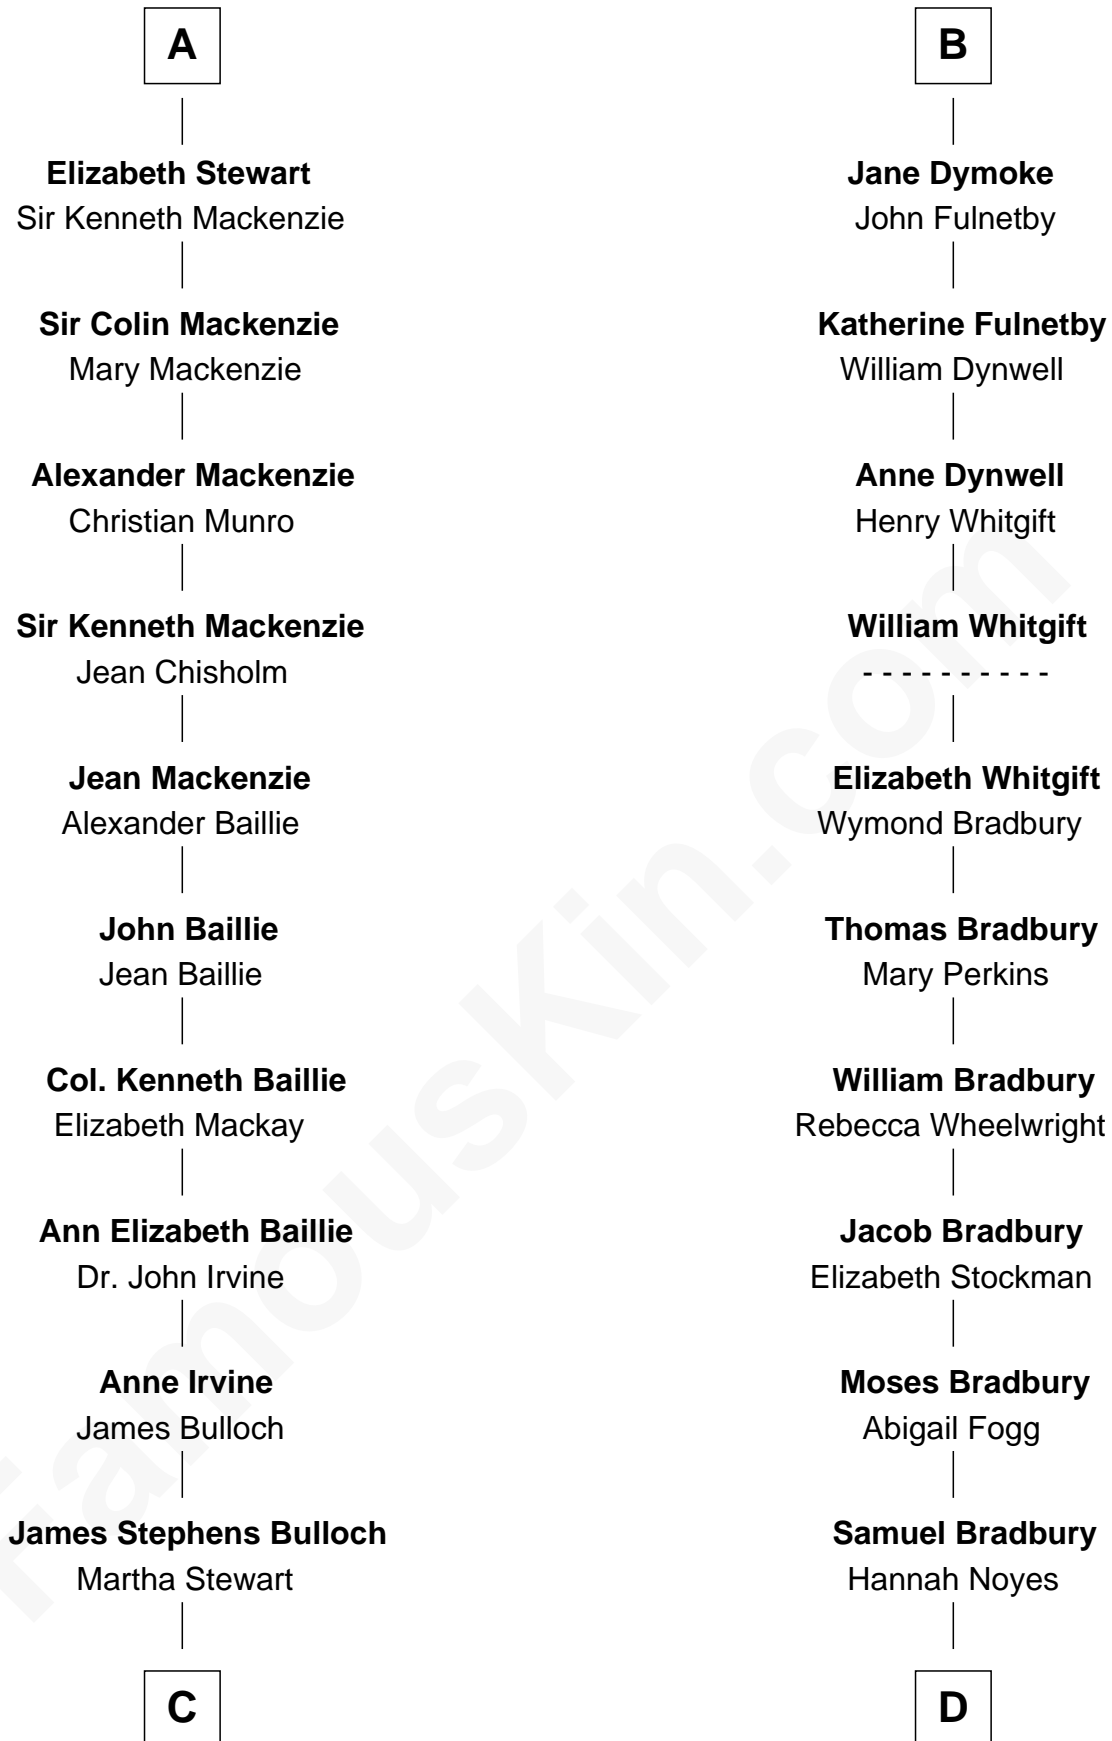 A
Elizabeth Stewart
Sir Kenneth Mackenzie
Sir Colin Mackenzie
Mary Mackenzie
Alexander Mackenzie
Christian Munro
Sir Kenneth Mackenzie
Jean Chisholm
Jean Mackenzie
Alexander Baillie
John Baillie
Jean Baillie
Col. Kenneth Baillie
Elizabeth Mackay
Ann Elizabeth Baillie
Dr. John Irvine
Anne Irvine
James Bulloch
James Stephens Bulloch
Martha Stewart
C
B
Jane Dymoke
John Fulnetby
Katherine Fulnetby
William Dynwell
Anne Dynwell
Henry Whitgift
William Whitgift
- - - - - - - - - -
Elizabeth Whitgift
Wymond Bradbury
Thomas Bradbury
Mary Perkins
William Bradbury
Rebecca Wheelwright
Jacob Bradbury
Elizabeth Stockman
Moses Bradbury
Abigail Fogg
Samuel Bradbury
Hannah Noyes
D
FamousKin.com